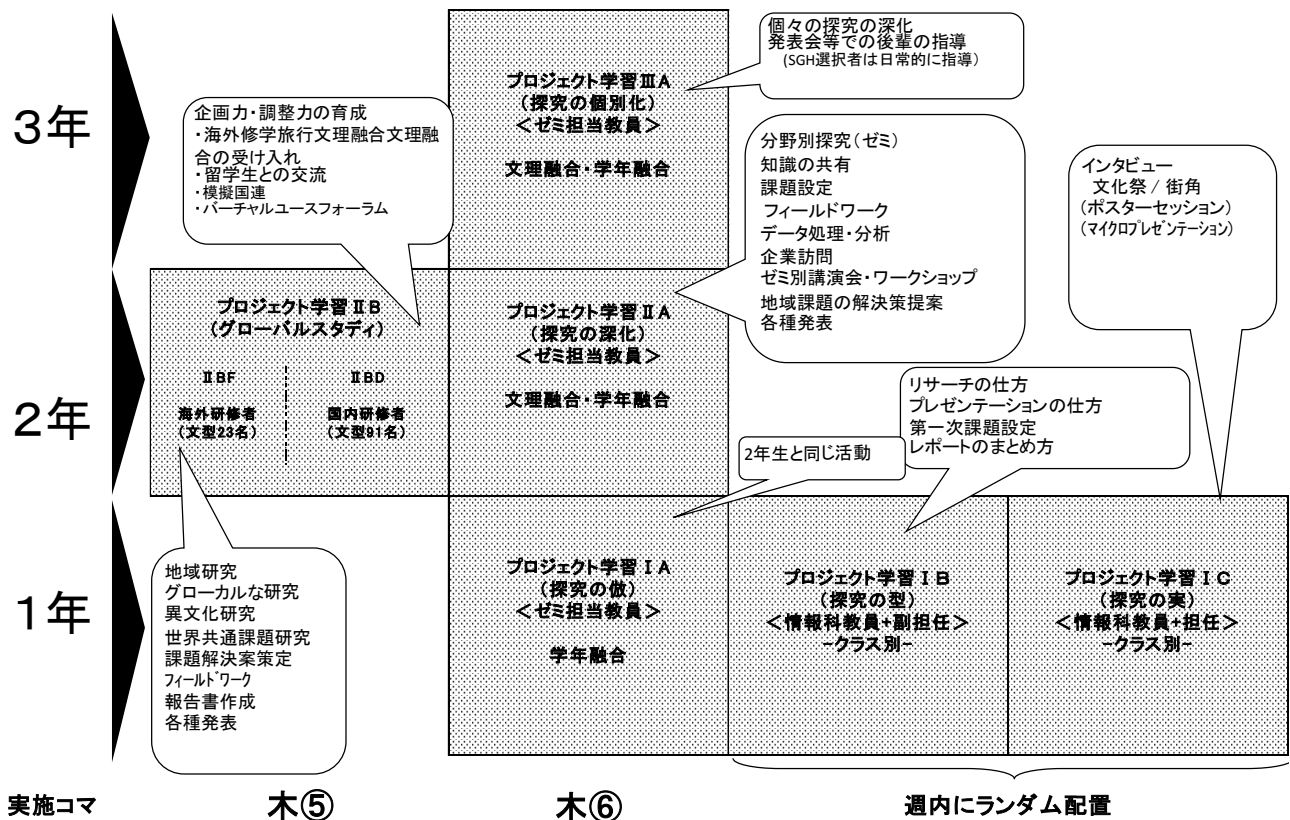 3年
企画力・調整力の育成
・海外修学旅行文理融合文理融
合の受け入れ
・留学生との交流
・模擬国連
・バーチャルユースフォーラム
プロジェクト学習ⅢA
(探究の個別化)
<ゼミ担当教員>
文理融合・学年融合
個々の探究の深化
発表会等での後輩の指導
(SGH選択者は日常的に指導)
分野別探究(ゼミ)
知識の共有
課題設定
フィールドワーク
データ処理・分析
企業訪問
ゼミ別講演会・ワークショップ
地域課題の解決策提案
各種発表
インタビュー
文化祭 / 街角
(ポスターセッション)
(マイクロプレゼンテーション)
2年
プロジェクト学習ⅡB
(グローバルスタディ)
ⅡBF
海外研修者
(文型23名)
ⅡBD
国内研修者
(文型91名)
プロジェクト学習ⅡA
(探究の深化)
<ゼミ担当教員>
文理融合・学年融合
2年生と同じ活動
リサーチの仕方
プレゼンテーションの仕方
第一次課題設定
レポートのまとめ方
1年
地域研究
グローカルな研究
異文化研究
世界共通課題研究
課題解決案策定
フィールドワーク
報告書作成
各種発表
プロジェクト学習ⅠA
(探究の倣)
<ゼミ担当教員>
学年融合
プロジェクト学習ⅠB
(探究の型)
<情報科教員+副担任>
-クラス別-
プロジェクト学習ⅠC
(探究の実)
<情報科教員+担任>
-クラス別-
実施コマ
木⑤
木⑥
週内にランダム配置